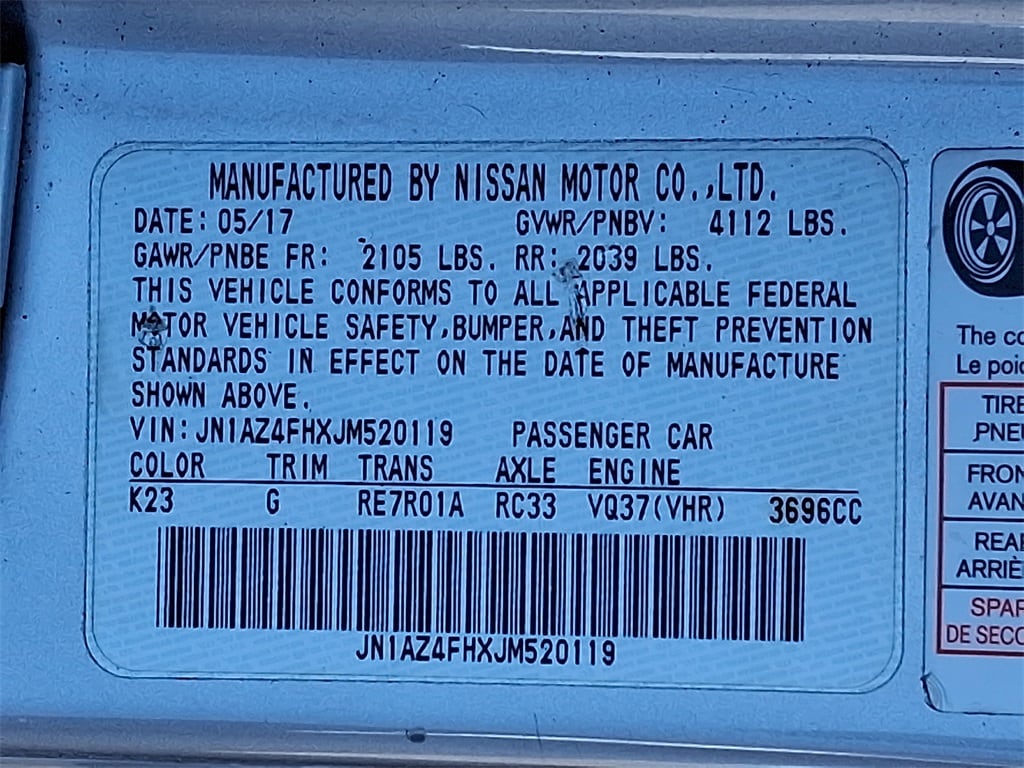 MANUFACTURED BY NISSAN MOTOR CO.,LTD.
DATE: 05/17 GVWR/PNBV: 4112 LBS.
GAWR/PNBE FR: 2105 LBS. RR: 2039 LBS.
THIS VEHICLE CONFORMS TO ALL APPLICABLE FEDERAL
MOTOR VEHICLE SAFETY,BUMPER,AND THEFT PREVENTION
STANDARDS IN EFFECT ON THE DATE OF MANUFACTURE
SHOWN ABOVE.
VIN: JN1AZ4FHXJM520119 PASSENGER CAR
COLOR TRIM TRANS AXLE ENGINE
K23 G RE7R01A RC33 VQ37(VHR) 3696CC
JN1AZ4FHXJM520119
The
Le
TIRE
FRON
AVAN
REAR
ARRIÈ
SPAR
DE SECO